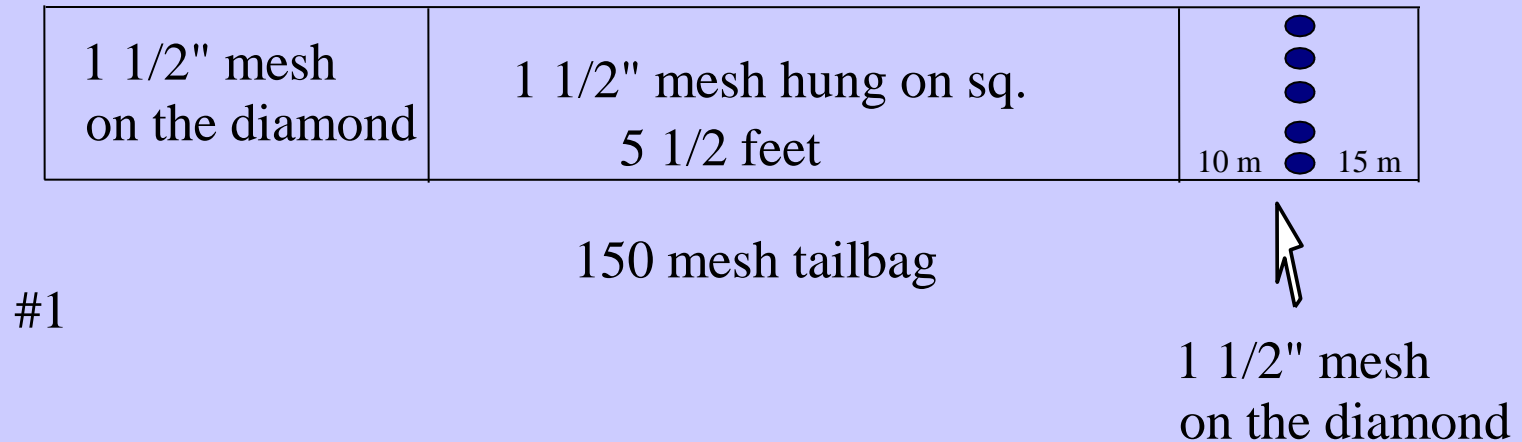 1 1/2" mesh
on the diamond
1 1/2" mesh hung on sq.
5 1/2 feet
10 m
15 m
150 mesh tailbag
#1
1 1/2" mesh
on the diamond